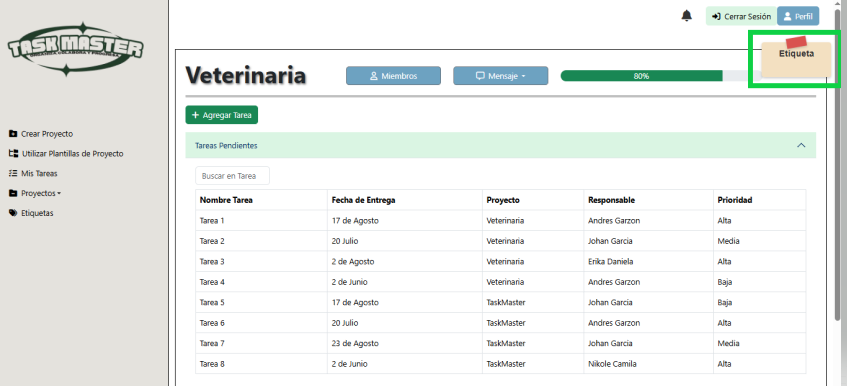 TASK MASTER
Cerrar Sesión Perfil
Etiqueta
Veterinaria Miembros Mensaje 80%
+ Agregar Tarea
Crear Proyecto
Utilizar Plantillas de Proyecto
Mis Tareas
Proyectos
Etiquetas
Tareas Pendientes
Buscar en Tarea
Nombre Tarea Fecha de Entrega Proyecto Responsable Prioridad
Tarea 1 17 de Agosto Veterinaria Andres Garzon Alta
Tarea 2 20 Julio Veterinaria Johan Garcia Media
Tarea 3 2 de Agosto Veterinaria Erika Daniela Alta
Tarea 4 2 de Junio Veterinaria Andres Garzon Baja
Tarea 5 17 de Agosto TaskMaster Johan Garcia Baja
Tarea 6 20 Julio TaskMaster Andres Garzon Alta
Tarea 7 23 de Agosto TaskMaster Johan Garcia Media
Tarea 8 2 de Junio TaskMaster Nikole Camila Alta